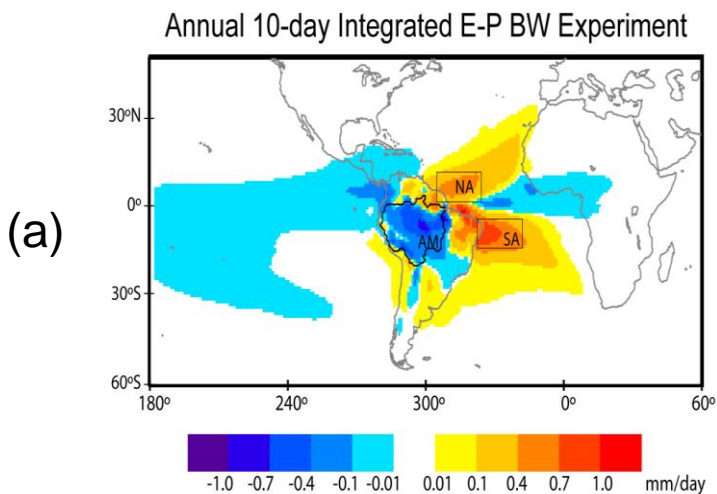 Annual 10-day Integrated E-P BW Experiment
(a)
30ºN
0º
30ºS
60ºS
NA
AM
SA
180º
240º
300º
0º
60º
-1.0 -0.7 -0.4 -0.1 -0.01 0.01 0.1 0.4 0.7 1.0 mm/day